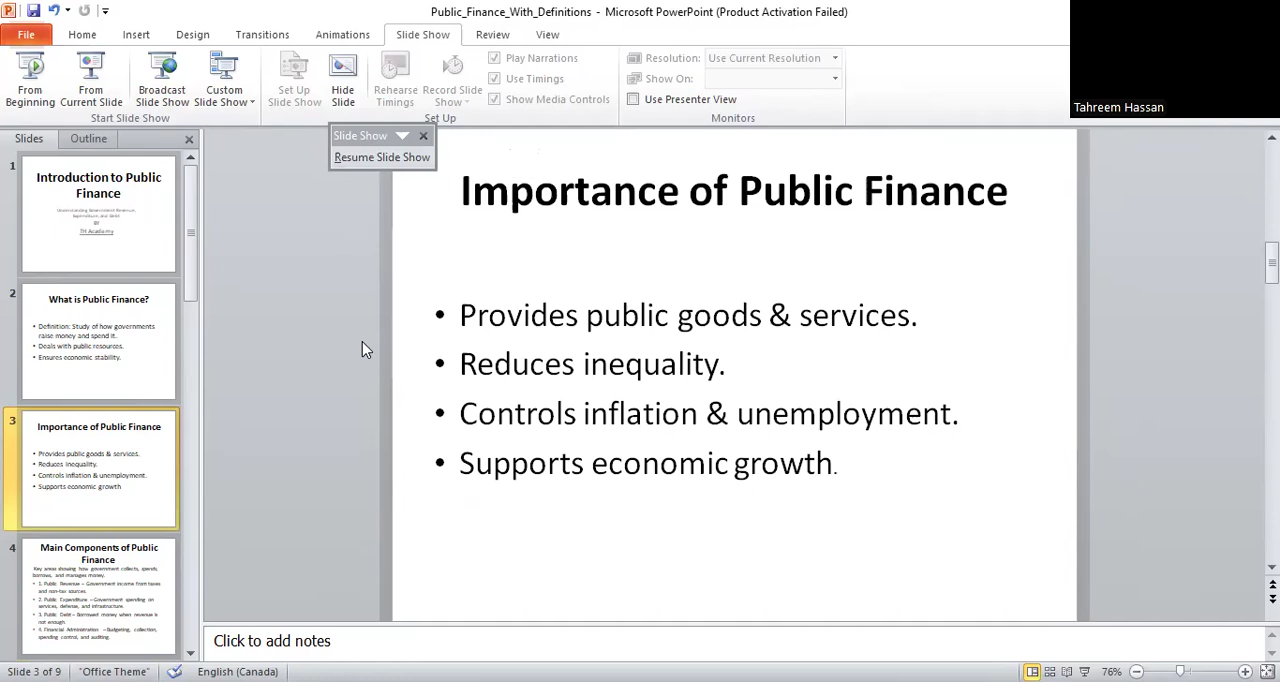 Public_Finance_With_Definitions - Microsoft PowerPoint (Product Activation Failed)
File Home Insert Design Transitions Animations Slide Show Review View
From Beginning
From Current Slide
Broadcast Slide Show
Custom Slide Show
Start Slide Show
Set Up Slide Show
Hide Slide
Rehearse Timings
Record Slide Show
Play Narrations
Use Timings
Show Media Controls
Set Up
Resolution: Use Current Resolution
Show On:
Use Presenter View
Monitors
Tahreem Hassan
Slides Outline
Slide Show
Resume Slide Show
1
Introduction to Public
Finance
Understanding Government Revenue,
Expenditure, and Debt
BY
TH Academy
2
What is Public Finance?
• Definition: Study of how governments
raise money and spend it.
• Deals with public resources.
• Ensures economic stability.
3
Importance of Public Finance
• Provides public goods & services.
• Reduces inequality.
• Controls inflation & unemployment.
• Supports economic growth
4
Main Components of Public
Finance
Key areas showing how government collects, spends,
borrows, and manages money.
• 1. Public Revenue – Government income from taxes
and non-tax sources.
• 2. Public Expenditure – Government spending on
services, defense, and infrastructure.
• 3. Public Debt – Borrowed money when revenue is
not enough.
• 4. Financial Administration – Budgeting, collection,
spending control, and auditing.
Importance of Public Finance
• Provides public goods & services.
• Reduces inequality.
• Controls inflation & unemployment.
• Supports economic growth.
Click to add notes
Slide 3 of 9 "Office Theme" English (Canada) 76%